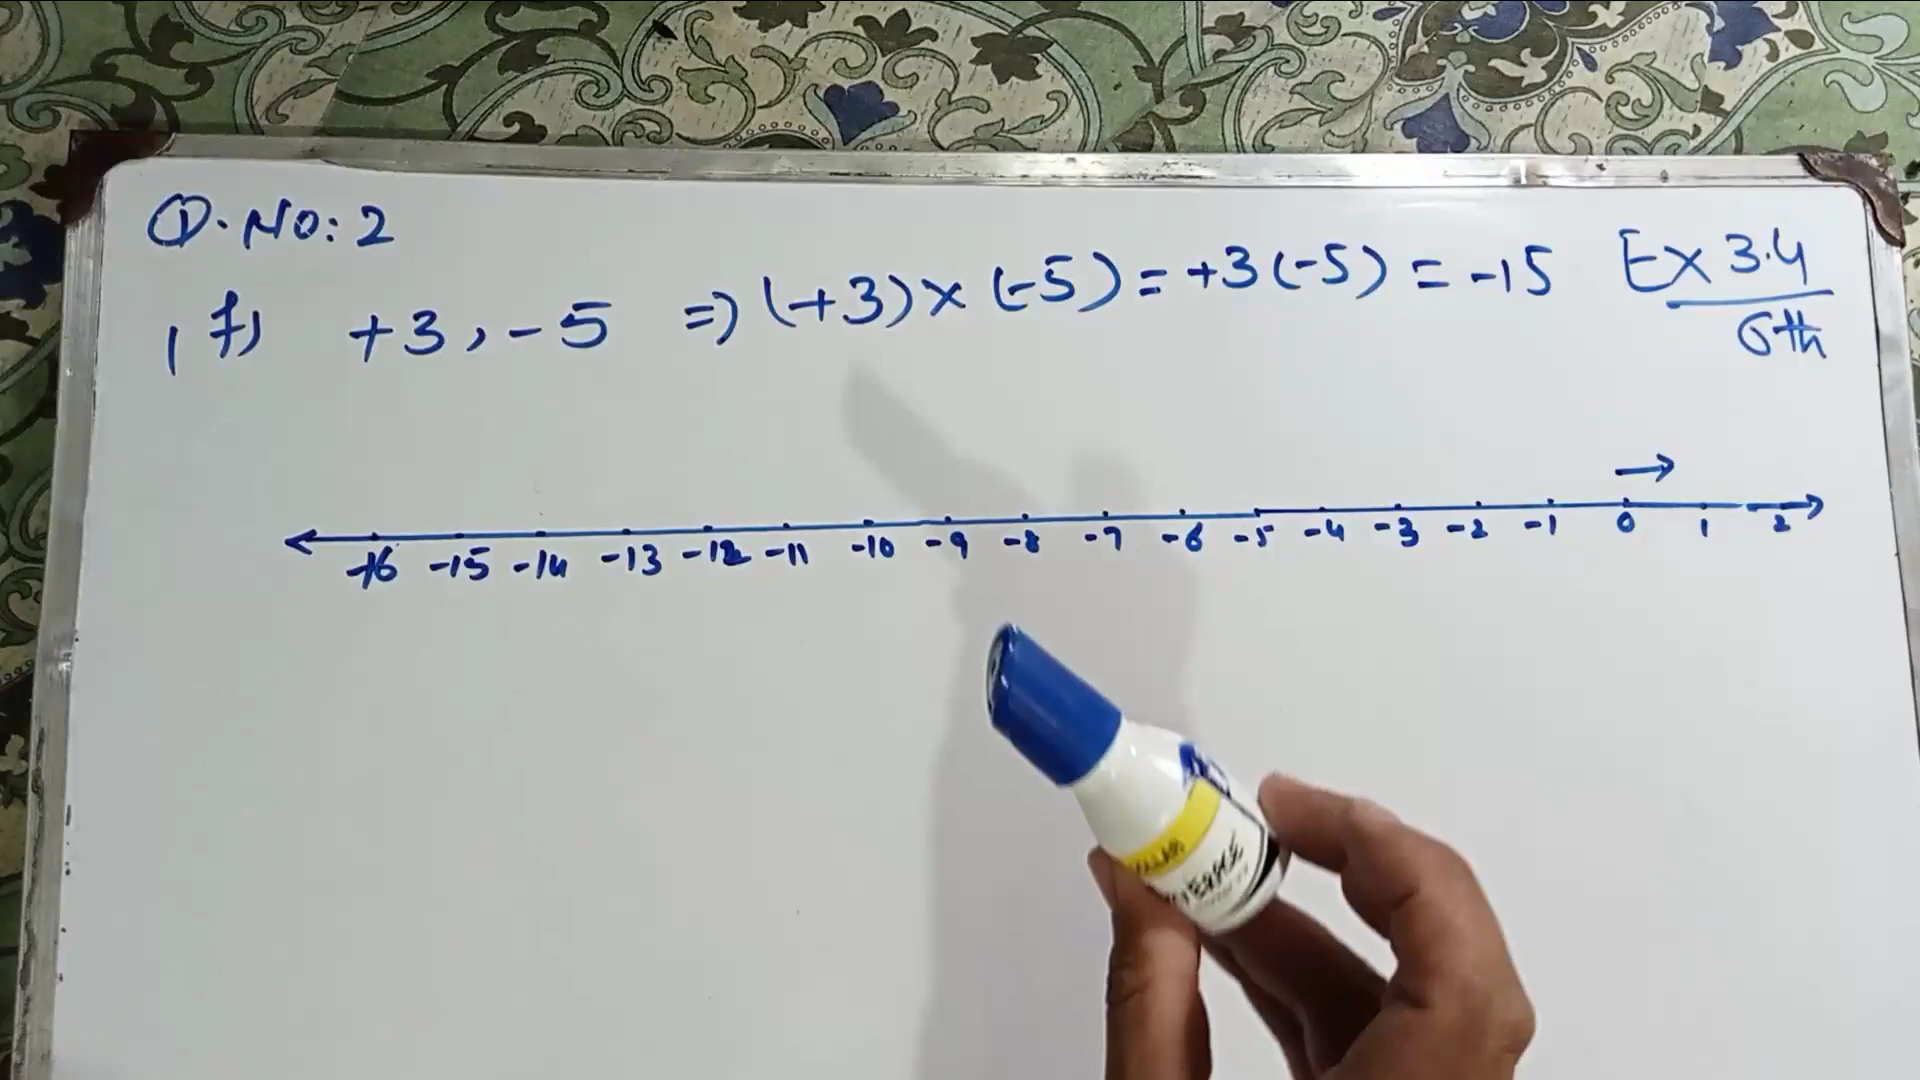 Q.NO:2
Ex 3.4
6th
1 f) +3, -5 => (+3) x (-5) = +3(-5) = -15
-16 -15 -14 -13 -12 -11 -10 -9 -8 -7 -6 -5 -4 -3 -2 -1 0 1 2